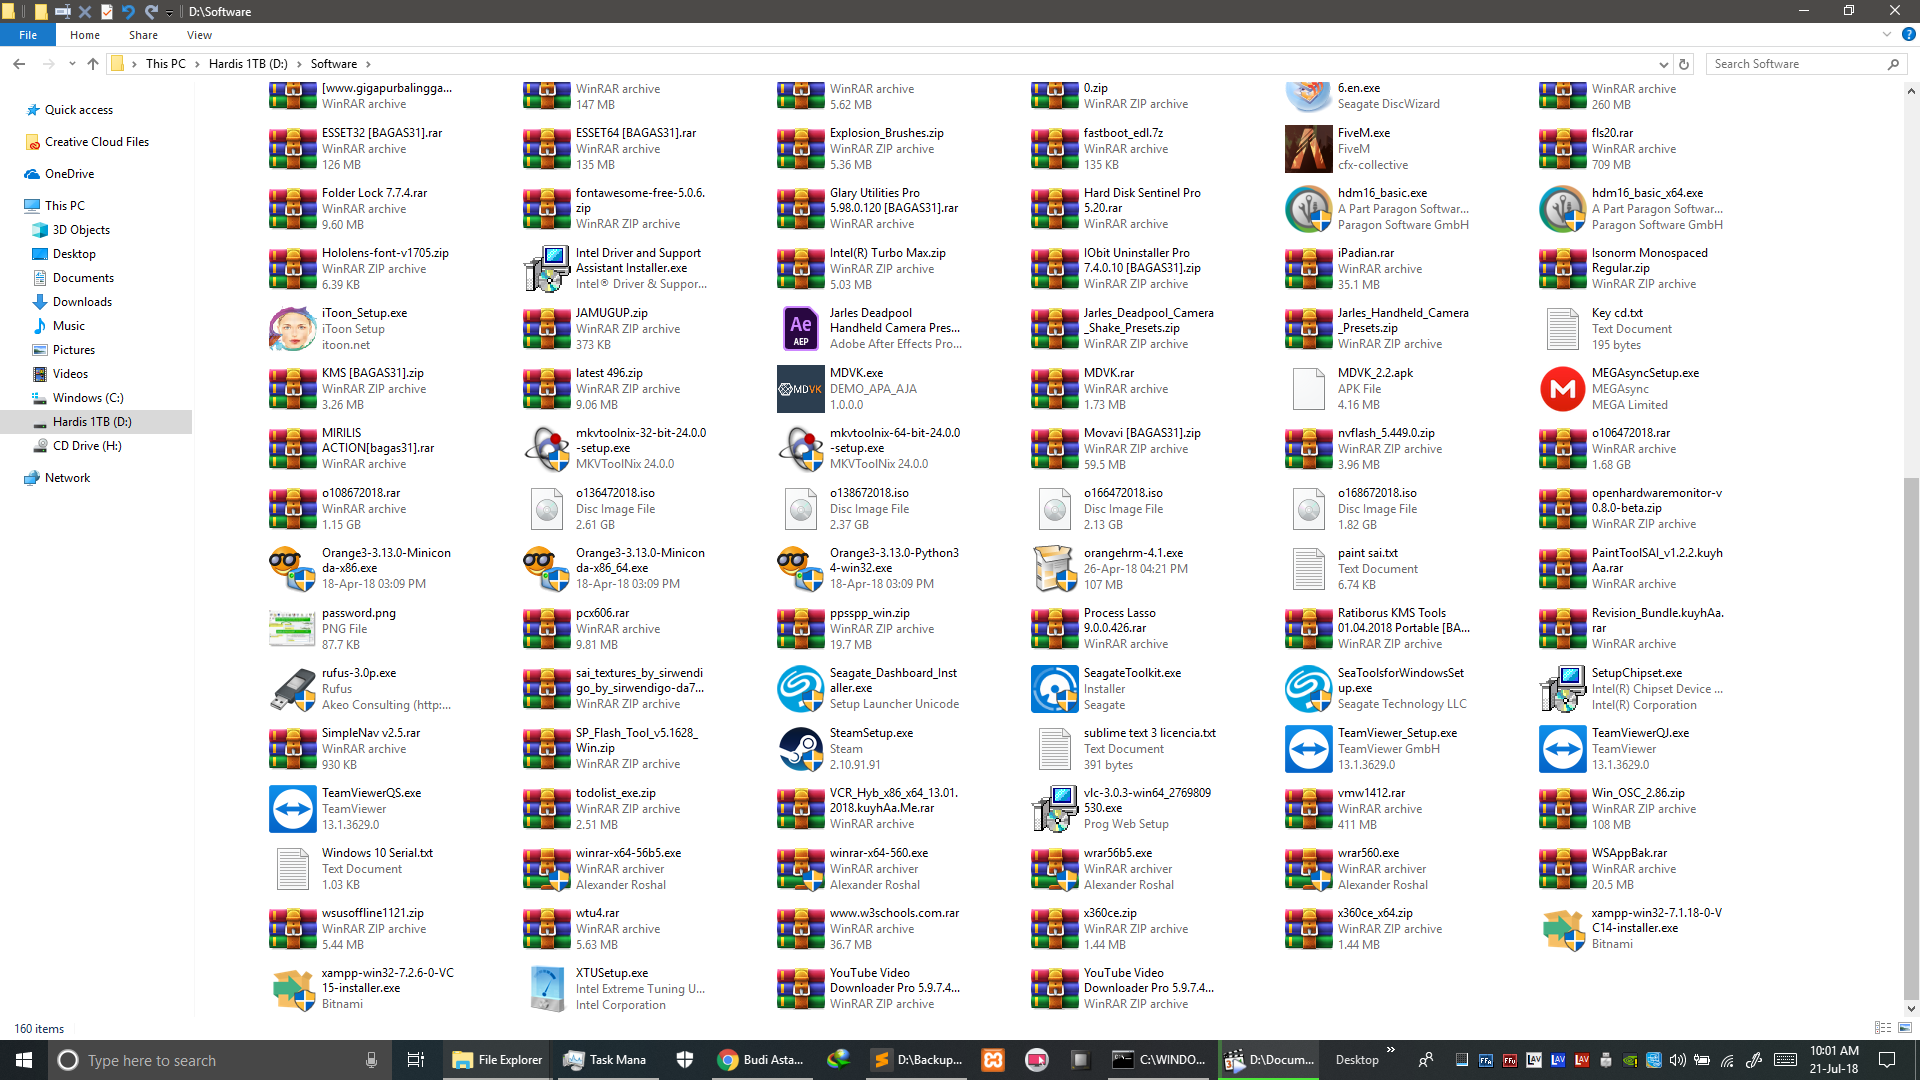 D:\Software
File Home Share View
This PC Hardis 1TB (D:) Software
Search Software
Quick access
Creative Cloud Files
OneDrive
This PC
3D Objects
Desktop
Documents
Downloads
Music
Pictures
Videos
Windows (C:)
Hardis 1TB (D:)
CD Drive (H:)
Network
[www.gigapurbalingga...
WinRAR archive
WinRAR archive
147 MB
WinRAR archive
5.62 MB
0.zip
WinRAR ZIP archive
6.en.exe
Seagate DiscWizard
WinRAR archive
260 MB
ESSET32 [BAGAS31].rar
WinRAR archive
126 MB
ESSET64 [BAGAS31].rar
WinRAR archive
135 MB
Explosion_Brushes.zip
WinRAR ZIP archive
5.36 MB
fastboot_edl.7z
WinRAR archive
135 KB
FiveM.exe
FiveM
cfx-collective
fls20.rar
WinRAR archive
709 MB
Folder Lock 7.7.4.rar
WinRAR archive
9.60 MB
fontawesome-free-5.0.6.
zip
WinRAR ZIP archive
Glary Utilities Pro
5.98.0.120 [BAGAS31].rar
WinRAR archive
Hard Disk Sentinel Pro
5.20.rar
WinRAR archive
hdm16_basic.exe
A Part Paragon Softwar...
Paragon Software GmbH
hdm16_basic_x64.exe
A Part Paragon Softwar...
Paragon Software GmbH
Hololens-font-v1705.zip
WinRAR ZIP archive
6.39 KB
Intel Driver and Support
Assistant Installer.exe
Intel® Driver & Suppor...
Intel(R) Turbo Max.zip
WinRAR ZIP archive
5.03 MB
IObit Uninstaller Pro
7.4.0.10 [BAGAS31].zip
WinRAR ZIP archive
iPadian.rar
WinRAR archive
35.1 MB
Isonorm Monospaced
Regular.zip
WinRAR ZIP archive
iToon_Setup.exe
iToon Setup
itoon.net
JAMUGUP.zip
WinRAR ZIP archive
373 KB
Ae
AEP
Jarles Deadpool
Handheld Camera Pres...
Adobe After Effects Pro...
Jarles_Deadpool_Camera
_Shake_Presets.zip
WinRAR ZIP archive
Jarles_Handheld_Camera
_Presets.zip
WinRAR ZIP archive
Key cd.txt
Text Document
195 bytes
KMS [BAGAS31].zip
WinRAR ZIP archive
3.26 MB
latest 496.zip
WinRAR ZIP archive
9.06 MB
MDVK
MDVK.exe
DEMO_APA_AJA
1.0.0.0
MDVK.rar
WinRAR archive
1.73 MB
MDVK_2.2.apk
APK File
4.16 MB
M
MEGAsyncSetup.exe
MEGAsync
MEGA Limited
MIRILIS
ACTION[bagas31].rar
WinRAR archive
mkvtoolnix-32-bit-24.0.0
-setup.exe
MKVToolNix 24.0.0
mkvtoolnix-64-bit-24.0.0
-setup.exe
MKVToolNix 24.0.0
Movavi [BAGAS31].zip
WinRAR ZIP archive
59.5 MB
nvflash_5.449.0.zip
WinRAR ZIP archive
3.96 MB
o106472018.rar
WinRAR archive
1.68 GB
o108672018.rar
WinRAR archive
1.15 GB
o136472018.iso
Disc Image File
2.61 GB
o138672018.iso
Disc Image File
2.37 GB
o166472018.iso
Disc Image File
2.13 GB
o168672018.iso
Disc Image File
1.82 GB
openhardwaremonitor-v
0.8.0-beta.zip
WinRAR ZIP archive
Orange3-3.13.0-Minicon
da-x86.exe
18-Apr-18 03:09 PM
Orange3-3.13.0-Minicon
da-x86_64.exe
18-Apr-18 03:09 PM
Orange3-3.13.0-Python3
4-win32.exe
18-Apr-18 03:09 PM
orangehrm-4.1.exe
26-Apr-18 04:21 PM
107 MB
paint sai.txt
Text Document
6.74 KB
PaintToolSAI_v1.2.2.kuyh
Aa.rar
WinRAR archive
password.png
PNG File
87.7 KB
pcx606.rar
WinRAR archive
9.81 MB
ppsspp_win.zip
WinRAR ZIP archive
19.7 MB
Process Lasso
9.0.0.426.rar
WinRAR archive
Ratiborus KMS Tools
01.04.2018 Portable [BA...
WinRAR ZIP archive
Revision_Bundle.kuyhAa.
rar
WinRAR archive
rufus-3.0p.exe
Rufus
Akeo Consulting (http:...
sai_textures_by_sirwendi
go_by_sirwendigo-da7...
WinRAR ZIP archive
Seagate_Dashboard_Inst
aller.exe
Setup Launcher Unicode
SeagateToolkit.exe
Installer
Seagate
SeaToolsforWindowsSet
up.exe
Seagate Technology LLC
SetupChipset.exe
Intel(R) Chipset Device ...
Intel(R) Corporation
SimpleNav v2.5.rar
WinRAR archive
930 KB
SP_Flash_Tool_v5.1628_
Win.zip
WinRAR ZIP archive
SteamSetup.exe
Steam
2.10.91.91
sublime text 3 licencia.txt
Text Document
391 bytes
TeamViewer_Setup.exe
TeamViewer GmbH
13.1.3629.0
TeamViewerQJ.exe
TeamViewer
13.1.3629.0
TeamViewerQS.exe
TeamViewer
13.1.3629.0
todolist_exe.zip
WinRAR ZIP archive
2.51 MB
VCR_Hyb_x86_x64_13.01.
2018.kuyhAa.Me.rar
WinRAR archive
vlc-3.0.3-win64_2769809
530.exe
Prog Web Setup
vmw1412.rar
WinRAR archive
411 MB
Win_OSC_2.86.zip
WinRAR ZIP archive
108 MB
Windows 10 Serial.txt
Text Document
1.03 KB
winrar-x64-56b5.exe
WinRAR archiver
Alexander Roshal
winrar-x64-560.exe
WinRAR archiver
Alexander Roshal
wrar56b5.exe
WinRAR archiver
Alexander Roshal
wrar560.exe
WinRAR archiver
Alexander Roshal
WSAppBak.rar
WinRAR archive
20.5 MB
wsusoffline1121.zip
WinRAR ZIP archive
5.44 MB
wtu4.rar
WinRAR archive
5.63 MB
www.w3schools.com.rar
WinRAR archive
36.7 MB
x360ce.zip
WinRAR ZIP archive
1.44 MB
x360ce_x64.zip
WinRAR ZIP archive
1.44 MB
xampp-win32-7.1.18-0-V
C14-installer.exe
Bitnami
xampp-win32-7.2.6-0-VC
15-installer.exe
Bitnami
XTUSetup.exe
Intel Extreme Tuning U...
Intel Corporation
YouTube Video
Downloader Pro 5.9.7.4...
WinRAR ZIP archive
YouTube Video
Downloader Pro 5.9.7.4...
WinRAR ZIP archive
160 items
Type here to search
File Explorer
Task Mana
Budi Asta...
D:\Backup...
C:\WINDO...
D:\Docum...
Desktop
LAV LAV LAV
10:01 AM
21-Jul-18